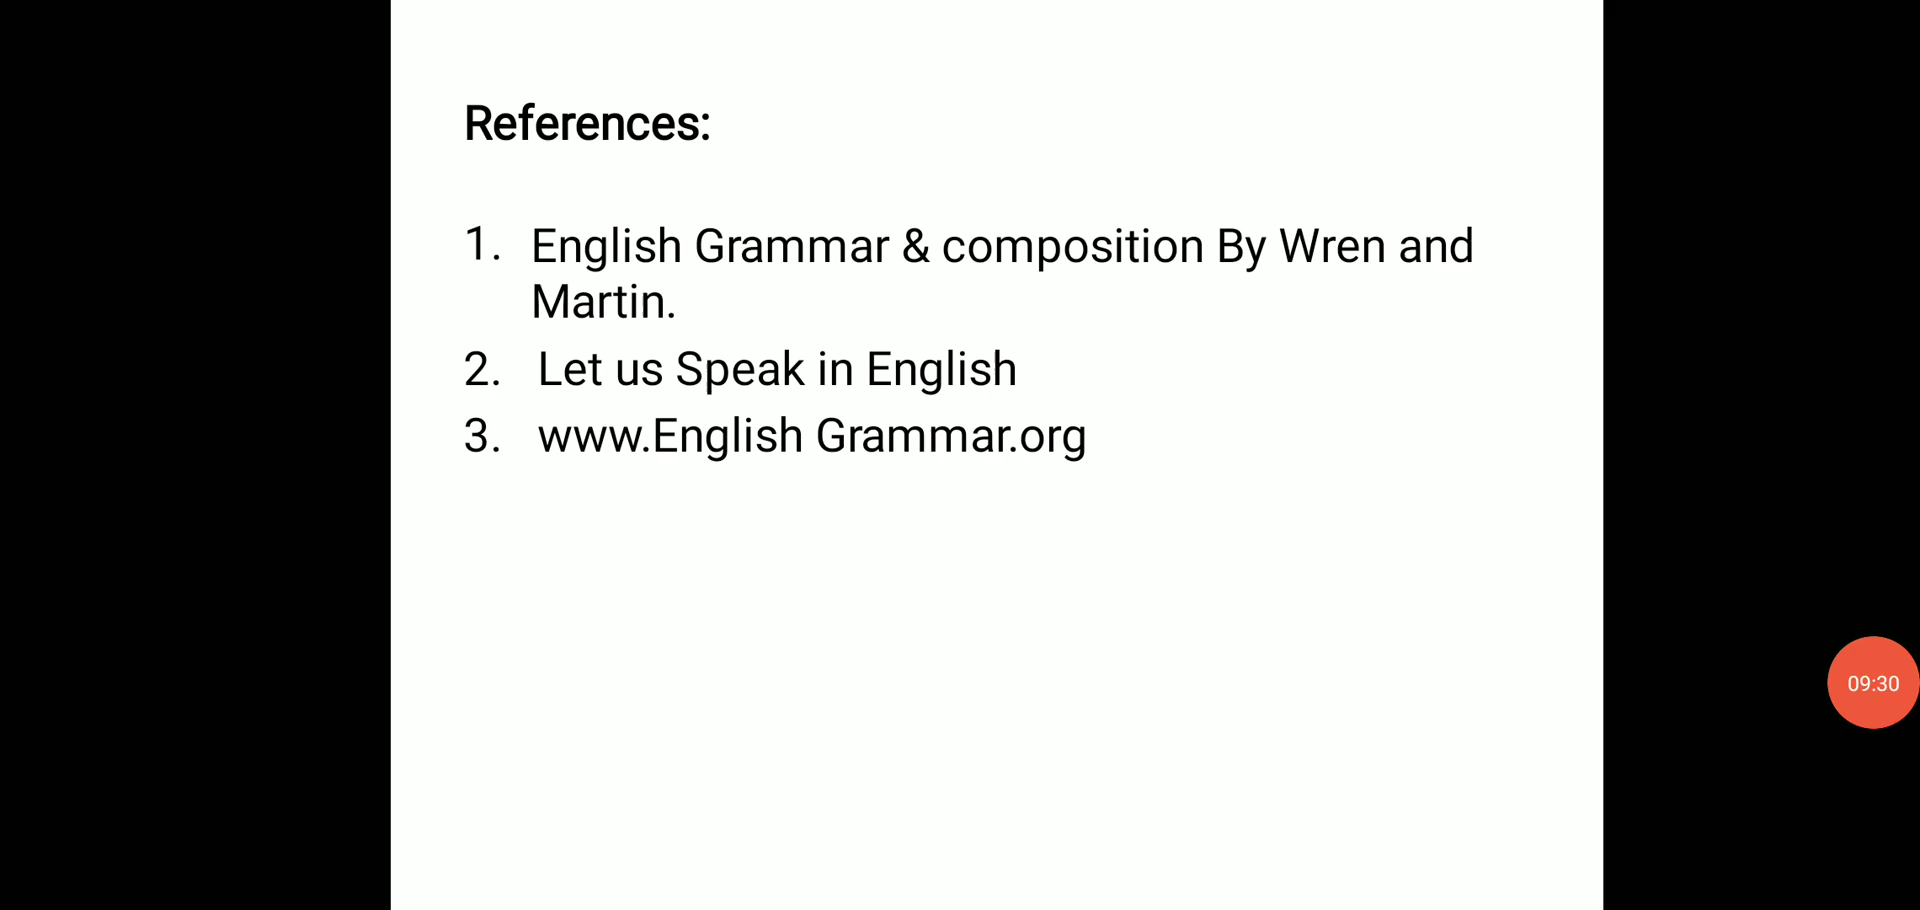 References:
1. English Grammar & composition By Wren and
Martin.
2. Let us Speak in English
3. www.English Grammar.org
09:30